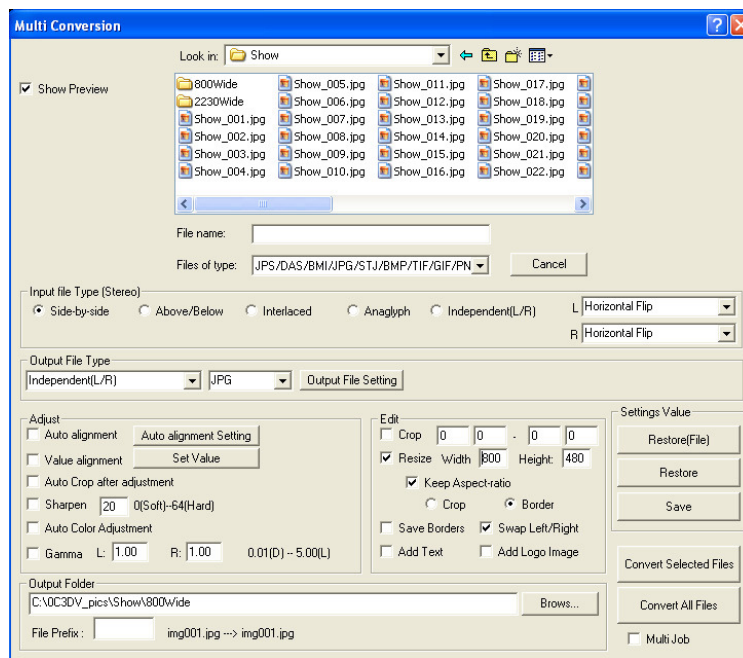 Multi Conversion
Look in: Show
Show Preview
800Wide Show_005.jpg Show_011.jpg Show_017.jpg
2230Wide Show_006.jpg Show_012.jpg Show_018.jpg
Show_001.jpg Show_007.jpg Show_013.jpg Show_019.jpg
Show_002.jpg Show_008.jpg Show_014.jpg Show_020.jpg
Show_003.jpg Show_009.jpg Show_015.jpg Show_021.jpg
Show_004.jpg Show_010.jpg Show_016.jpg Show_022.jpg
File name:
Files of type: JPS/DAS/BMI/JPG/STJ/BMP/TIF/GIF/PN Cancel
Input file Type (Stereo)
Side-by-side Above/Below Interlaced Anaglyph Independent(L/R) L Horizontal Flip
R Horizontal Flip
Output File Type
Independent(L/R) JPG Output File Setting
Adjust
Auto alignment Auto alignment Setting
Value alignment Set Value
Auto Crop after adjustment
Sharpen 20 0(Soft)--64(Hard)
Auto Color Adjustment
Gamma L: 1.00 R: 1.00 0.01(D) -- 5.00(L)
Edit
Crop 0 0 - 0 0
Resize Width 800 Height: 480
Keep Aspect-ratio
Crop Border
Save Borders Swap Left/Right
Add Text Add Logo Image
Settings Value
Restore(File)
Restore
Save
Convert Selected Files
Convert All Files
Multi Job
Output Folder
C:\0C3DV_pics\Show\800Wide Browse...
File Prefix : img001.jpg ---> img001.jpg